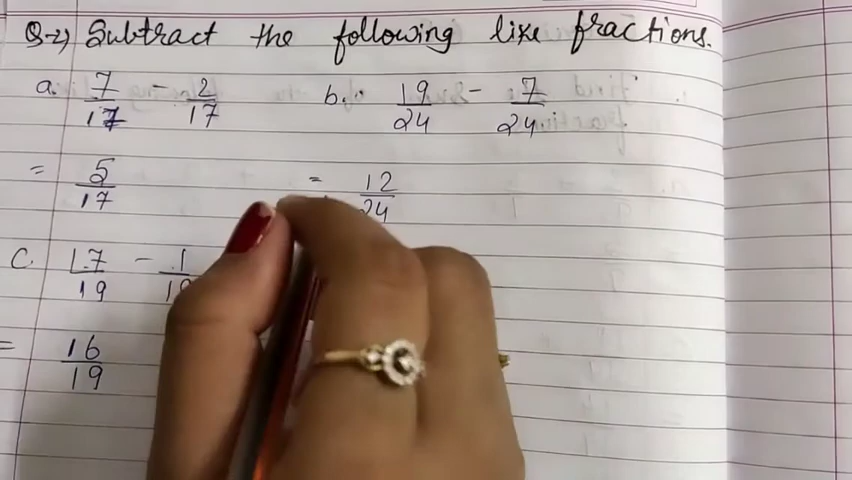 Q-2) Subtract the following like fractions.
a. 7/17 - 2/17 b. 19/24 - 7/24
= 5/17 = 12/24
c. 17/19 - 1/19
= 16/19